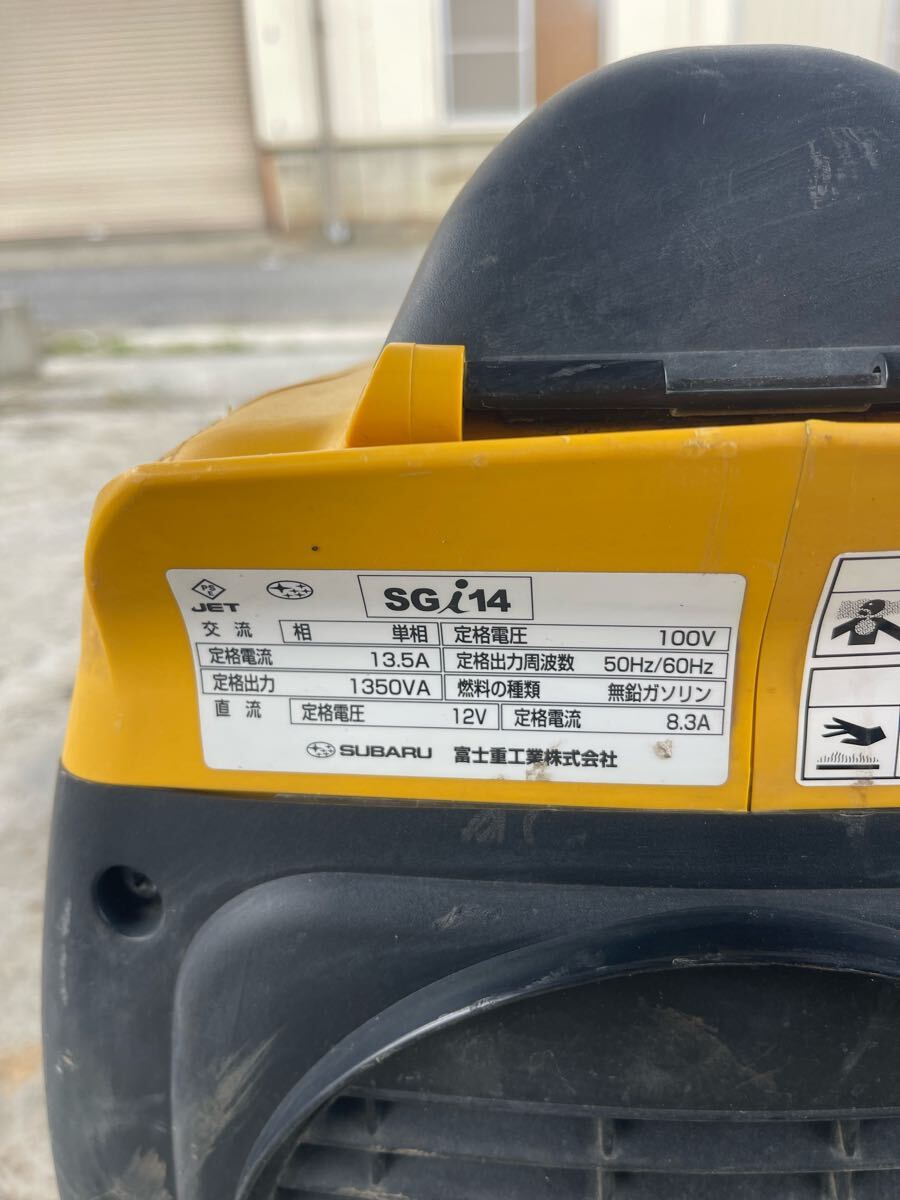 PS
E
JET
SGi14
交流 相 単相 定格電圧 100V
定格電流 13.5A 定格出力周波数 50Hz/60Hz
定格出力 1350VA 燃料の種類 無鉛ガソリン
直流 定格電圧 12V 定格電流 8.3A
SUBARU 富士重工業株式会社